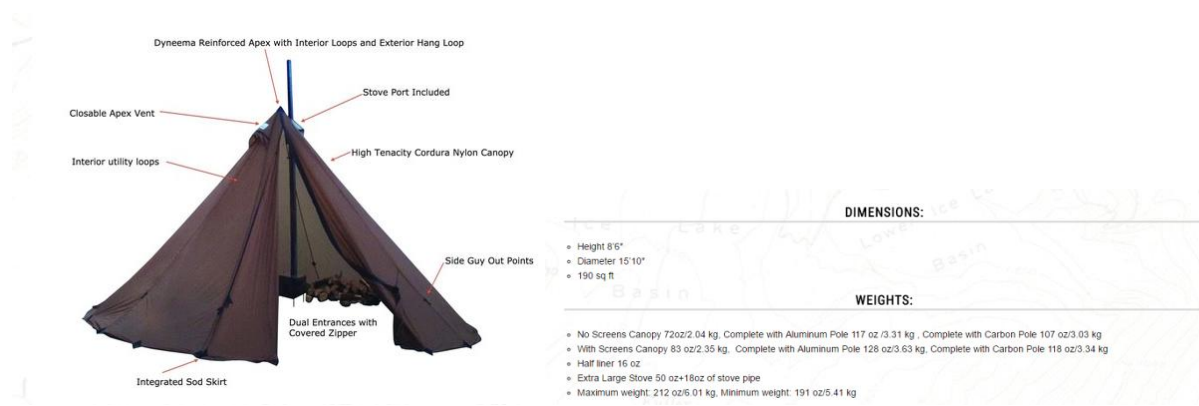 Dyneema Reinforced Apex with Interior Loops and Exterior Hang Loop
Stove Port Included
Closable Apex Vent
High Tenacity Cordura Nylon Canopy
Interior utility loops
Side Guy Out Points
Dual Entrances with
Covered Zipper
Integrated Sod Skirt
Ice Lake
Lower Ice
Basin
Basin
DIMENSIONS:
Height 8'6"
Diameter 15'10"
190 sq ft
WEIGHTS:
No Screens Canopy 72oz/2.04 kg, Complete with Aluminum Pole 117 oz /3.31 kg , Complete with Carbon Pole 107 oz/3.03 kg
With Screens Canopy 83 oz/2.35 kg, Complete with Aluminum Pole 128 oz/3.63 kg, Complete with Carbon Pole 118 oz/3.34 kg
Half liner 16 oz
Extra Large Stove 50 oz+18oz of stove pipe
Maximum weight: 212 oz/6.01 kg, Minimum weight: 191 oz/5.41 kg